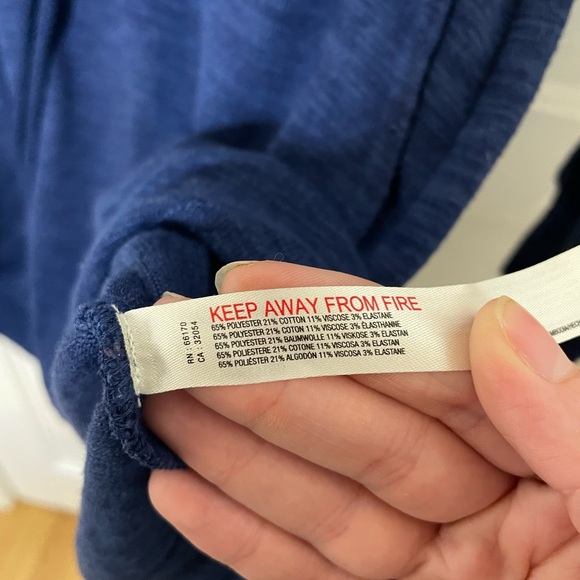 KEEP AWAY FROM FIRE
65% POLYESTER 21% COTTON 11% VISCOSE 3% ELASTANE
65% POLYESTER 21% COTON 11% VISCOSE 3% ÉLASTHANNE
65% POLYESTER 21% BAUMWOLLE 11% VISKOSE 3% ELASTAN
65% POLIESTERE 21% COTONE 11% VISCOSA 3% ELASTAN
65% POLIÉSTER 21% ALGODÓN 11% VISCOSA 3% ELASTANE
RN : 66170
CA : 32054